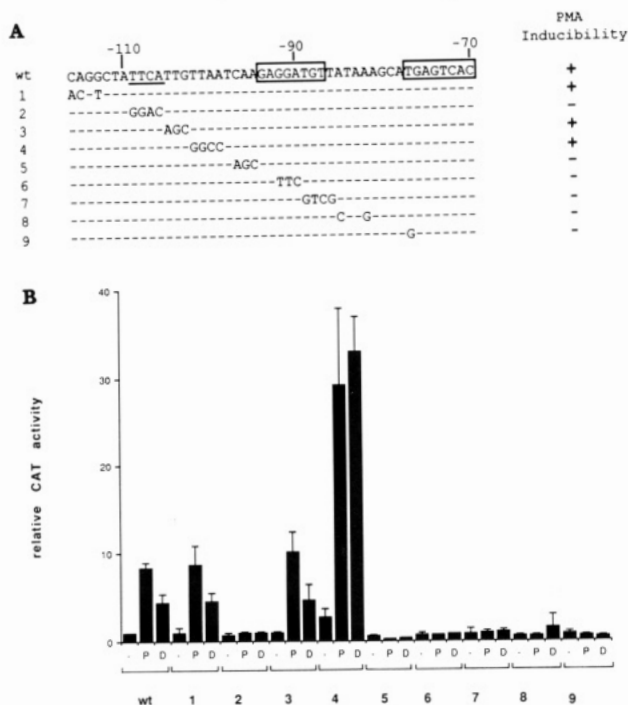 A
PMA
Inducibility
-110 -90 -70
wt CAGGCTATTCATTGTTAATCAAGAGGATGTTATAAAGCATGAGTCAC +
1 AC-T------------------------------------------- +
2 -------GGAC------------------------------------ -
3 -----------AGC--------------------------------- +
4 --------------GGCC----------------------------- +
5 -------------------AGC------------------------- -
6 ------------------------TTC-------------------- -
7 ---------------------------GTCG---------------- -
8 -------------------------------C--G------------ -
9 ---------------------------------------G------- -
B
relative CAT activity
40
30
20
10
0
- P D - P D - P D - P D - P D - P D - P D - P D - P D - P D
wt 1 2 3 4 5 6 7 8 9